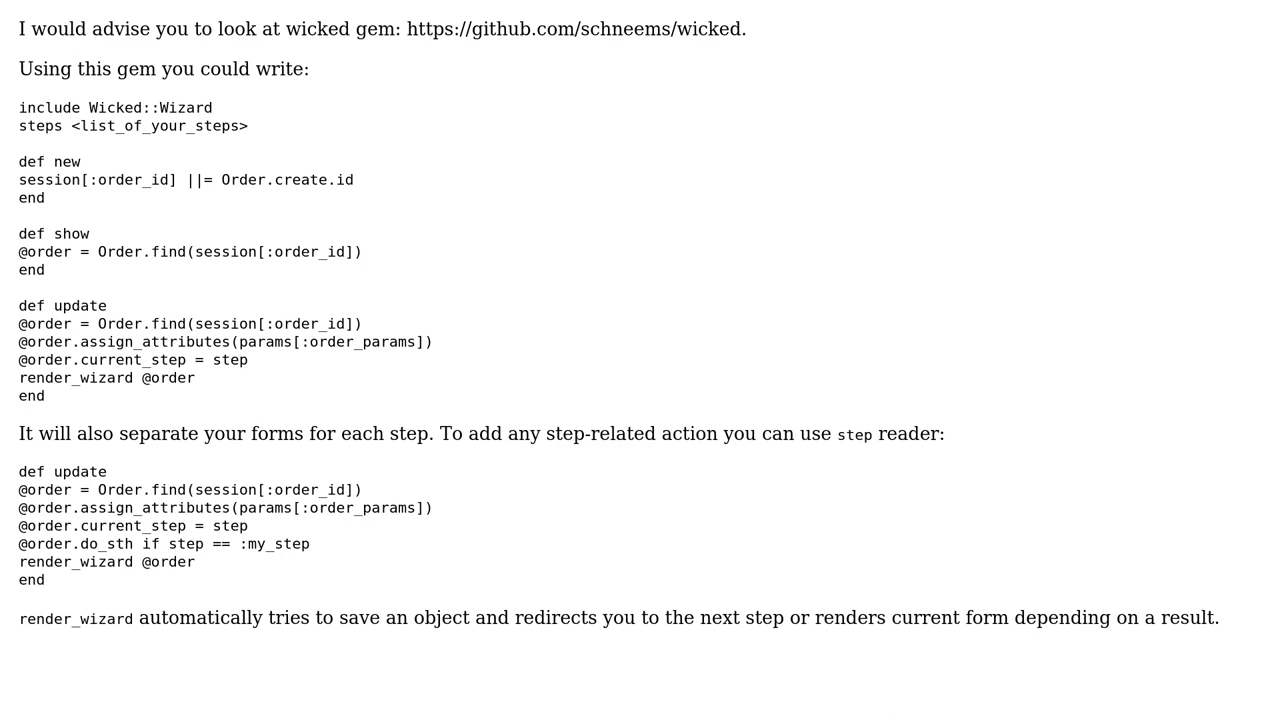 I would advise you to look at wicked gem: https://github.com/schneems/wicked.
Using this gem you could write:
include Wicked::Wizard
steps <list_of_your_steps>
def new
session[:order_id] ||= Order.create.id
end
def show
@order = Order.find(session[:order_id])
end
def update
@order = Order.find(session[:order_id])
@order.assign_attributes(params[:order_params])
@order.current_step = step
render_wizard @order
end
It will also separate your forms for each step. To add any step-related action you can use step reader:
def update
@order = Order.find(session[:order_id])
@order.assign_attributes(params[:order_params])
@order.current_step = step
@order.do_sth if step == :my_step
render_wizard @order
end
render_wizard automatically tries to save an object and redirects you to the next step or renders current form depending on a result.